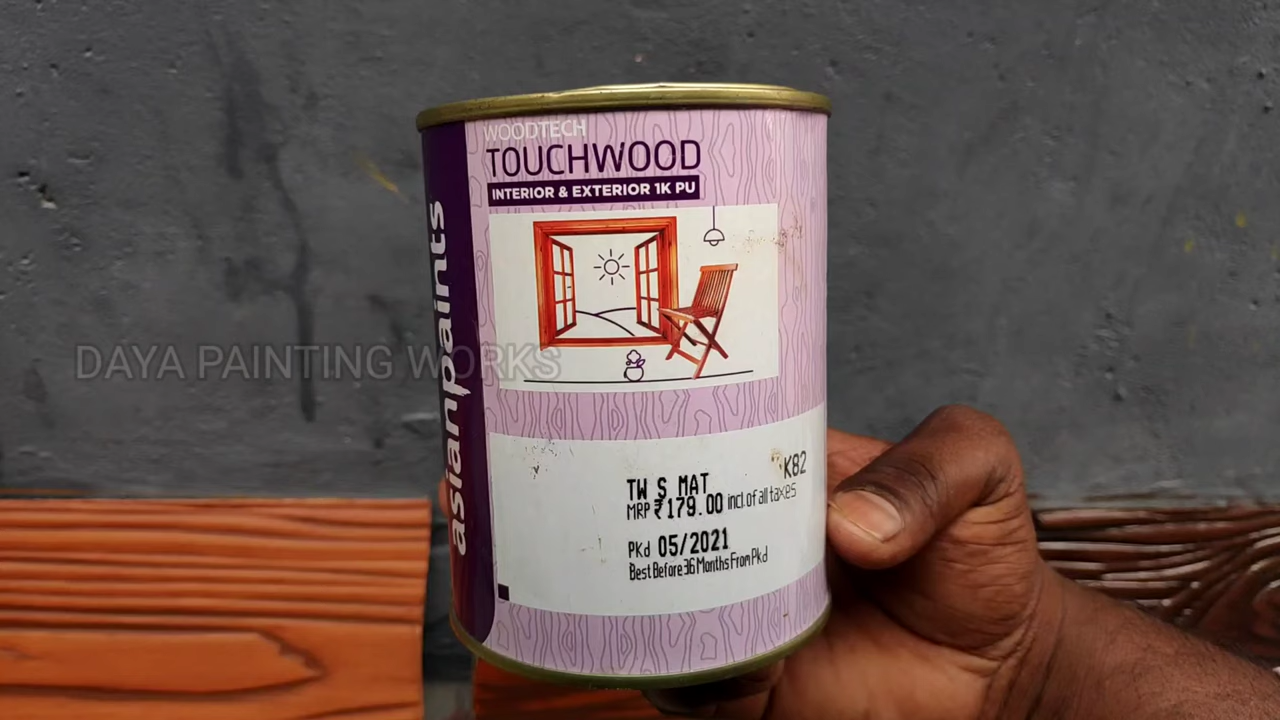 WOODTECH
TOUCHWOOD
INTERIOR & EXTERIOR 1K PU
asianpaints
DAYA PAINTING WORKS
K82
TW S MAT
MRP ₹179.00 incl. of all taxes
Pkd 05/2021
Best Before 36 Months From Pkd